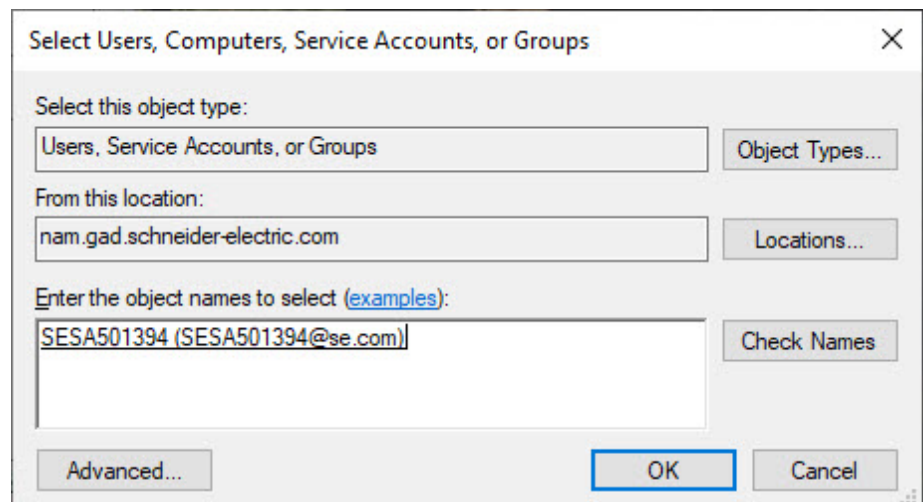 Select Users, Computers, Service Accounts, or Groups
Select this object type:
Users, Service Accounts, or Groups
Object Types...
From this location:
nam.gad.schneider-electric.com
Locations...
Enter the object names to select (examples):
SESA501394 (SESA501394@se.com)
Check Names
Advanced...
OK
Cancel